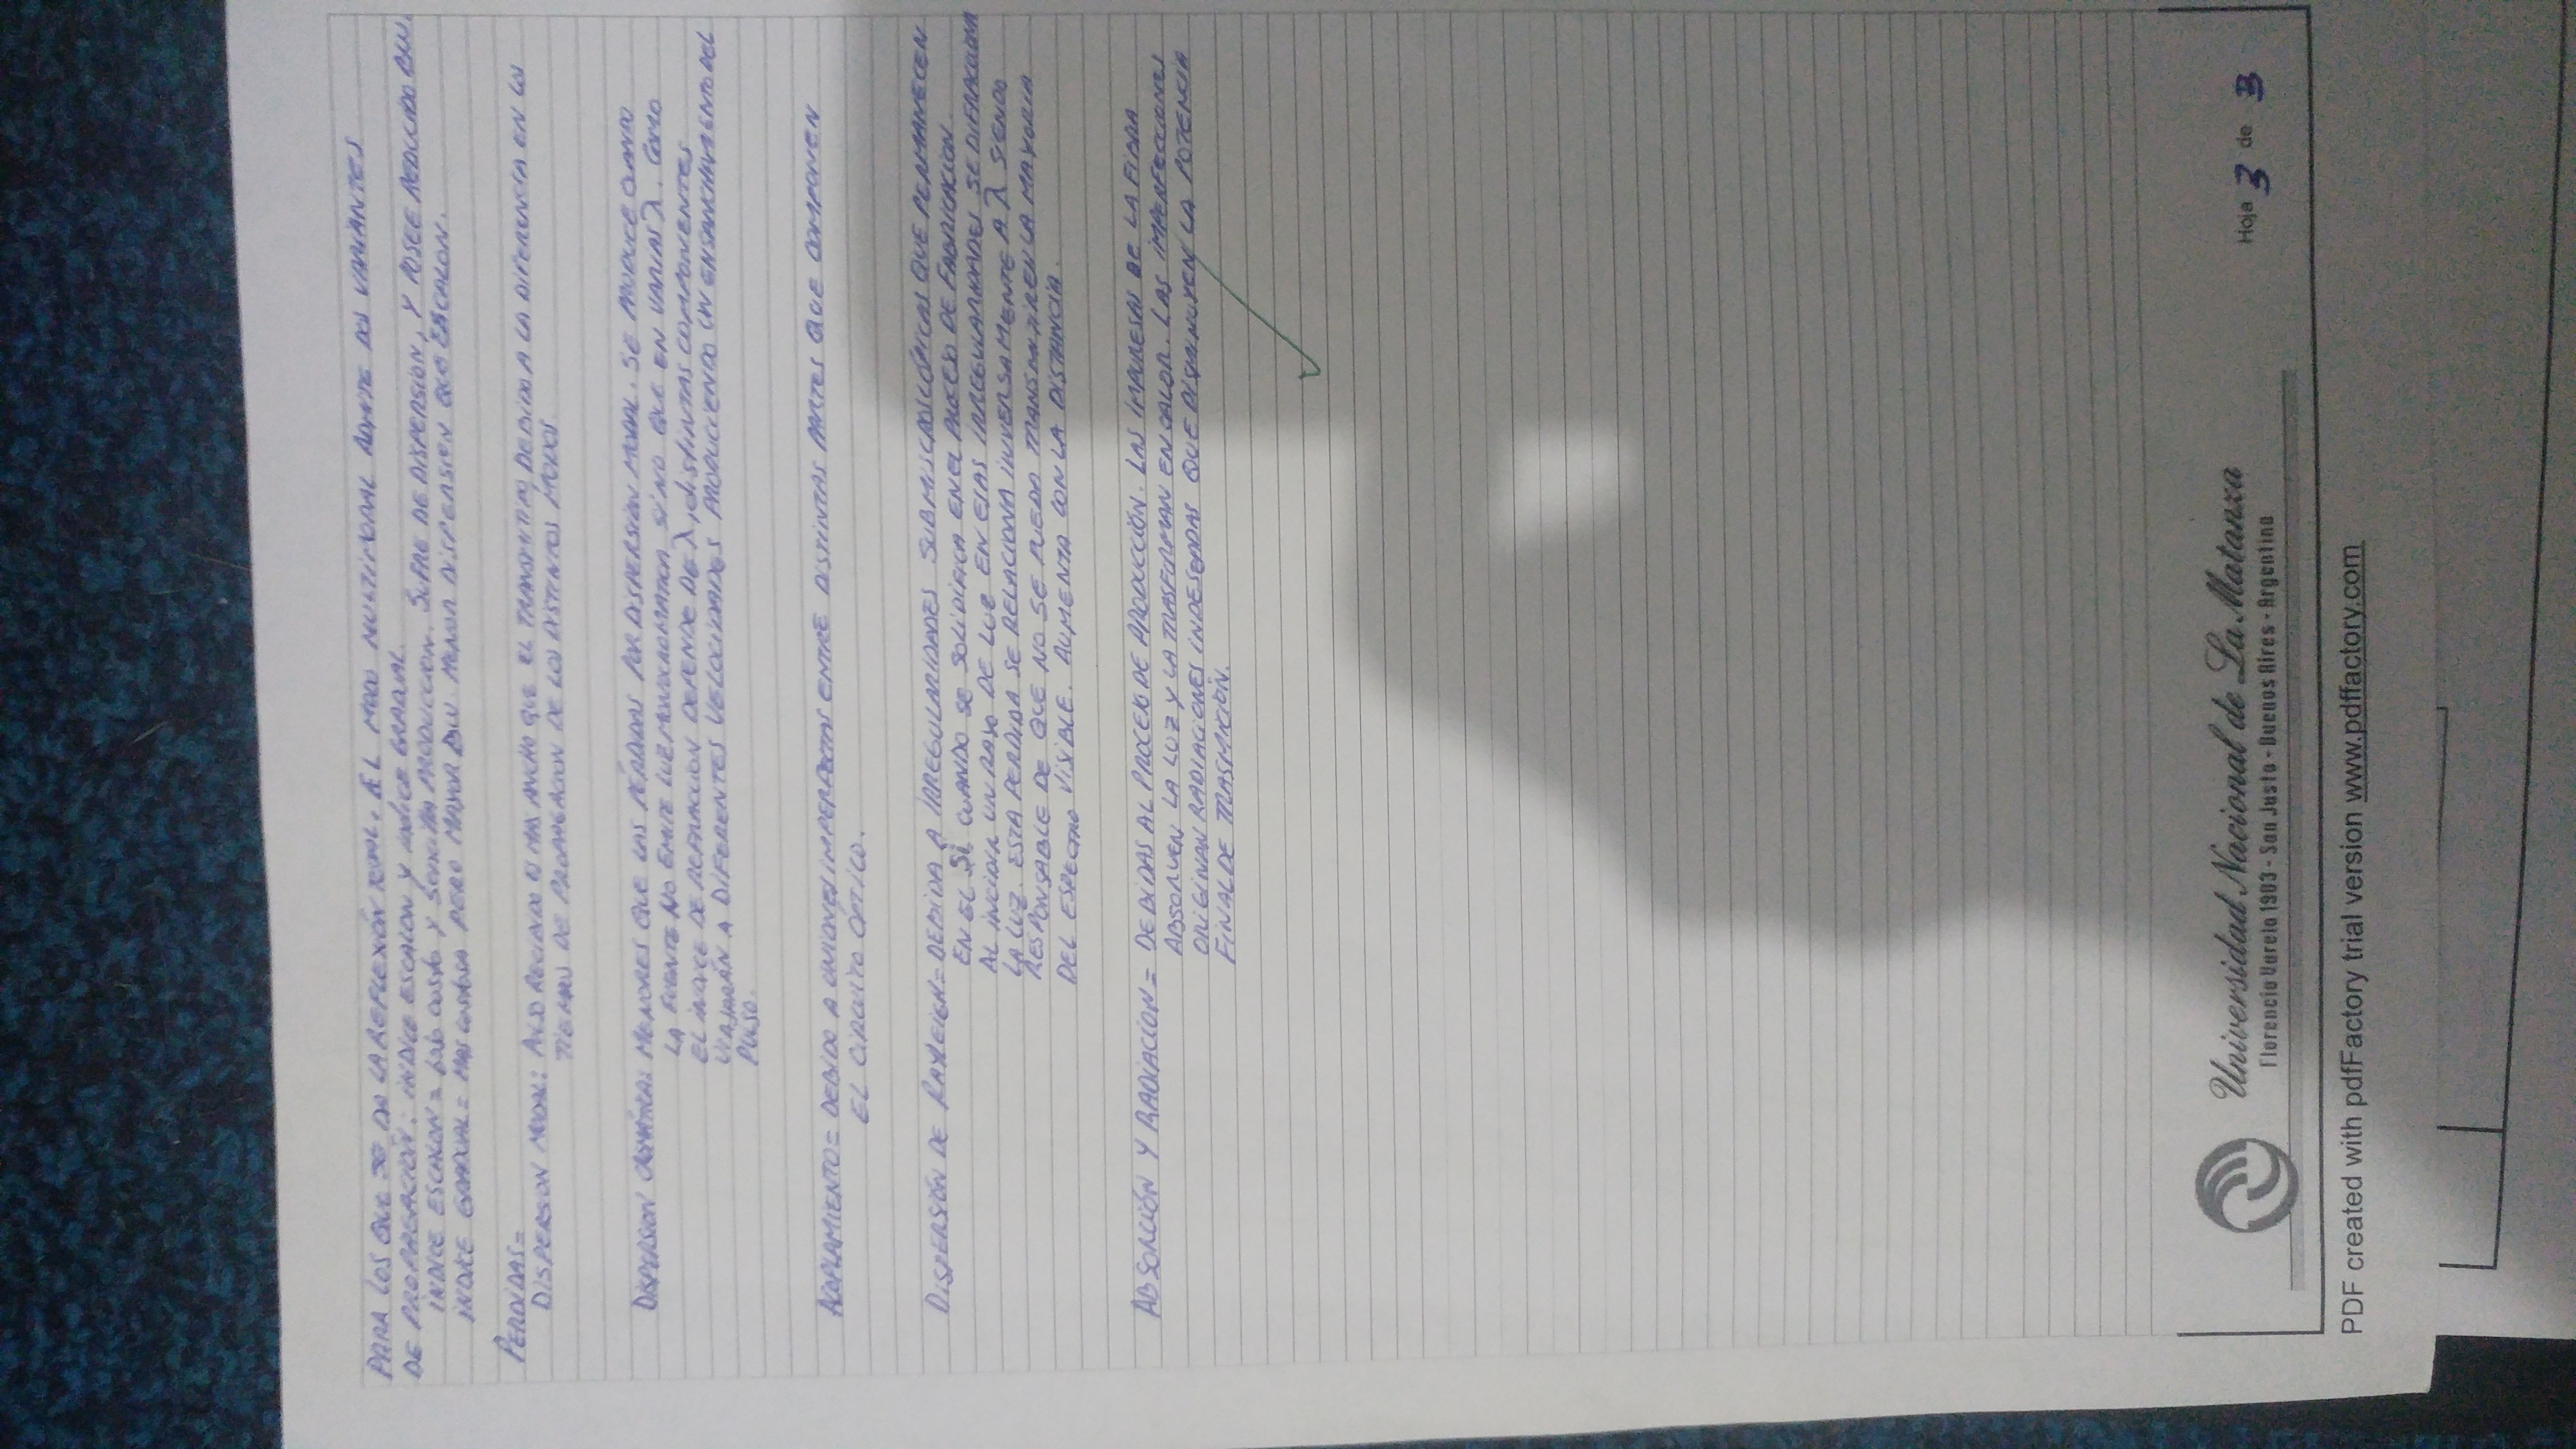 PARA LOS QUE SE DA LA REFLEXIÓN TOTAL. EL MODO MULTIMODAL ADMITE DOS VARIANTES
DE PROPAGACIÓN: INDICE ESCALON Y indice GRADUAL.
INDICE ESCALON = bajo costo y sencilla PRODUCCION. SUFRE DE DISPERSION, Y POSEE REDUCIDO BW.
INDICE GRADUAL = MAS costosa PERO MAYOR BW. MENOR DISPERSION QUE ESCALON.
PERDIDAS =
DISPERSION MODAL: PULSO RECIBIDO ES MAS ANCHO QUE EL TRANSMITIDO, DEBIDO A LA DIFERENCIA EN LOS
TIEMPOS DE PROPAGACION DE LOS DISTINTOS MODOS
DISPERSION CROMÁTICA: MENORES QUE LAS PÉRDIDAS POR DISPERSION MODAL. SE PRODUCE CUANDO
LA FUENTE NO EMITE LUZ MONOCROMATICA SINO QUE EN VARIAS λ. COMO
EL INDICE DE REFRACCION DEPENDE DE λ, distINTAS COMPONENTES
VIAJARÁN A DIFERENTES VELOCIDADES PRODUCIENDO UN ENSANCHAMIENTO DEL
PULSO.
ACOPLAMIENTO = DEBIDO A UNIONES IMPERFECTAS ENTRE DISTINTAS PARTES QUE COMPONEN
EL CIRCUITO ÓPTICO.
DISPERSIÓN DE RAYLEIGH = DEBIDA A IRREGULARIDADES SUBMISCROSCÓPICAS QUE PERMANECEN
EN EL Si CUANDO SE SOLIDIFICA EN EL PROCESO DE FABRICACION
AL INCIDIR UN RAYO DE LUZ EN ESAS IRREGULARIDADES SE DIFRACCIONA
LA LUZ. ESTA PERDIDA SE RELACIONA INVERSAMENTE A λ SIENDO
RESPONSABLE DE QUE NO SE PUEDA TRANSMITIR EN LA MAYORIA
DEL ESPECTRO VISIBLE. AUMENTA CON LA DISTANCIA.
ABSORCIÓN Y RADIACION = DEBIDAS AL PROCESO DE PRODUCCIÓN. LAS IMPURESAS DE LA FIBRA
ABSORVEN LA LUZ Y LA TRASFORMAN EN CALOR. LAS IMPERFECCIONES
ORIGINAN RADIACIONES INDESEADAS QUE DISMINUYEN LA POTENCIA
FINAL DE TRASMICIÓN.
Universidad Nacional de La Matanza
Florencio Varela 1903 - San Justo - Buenos Aires - Argentina
Hoja 3 de 3
PDF created with pdfFactory trial version www.pdffactory.com